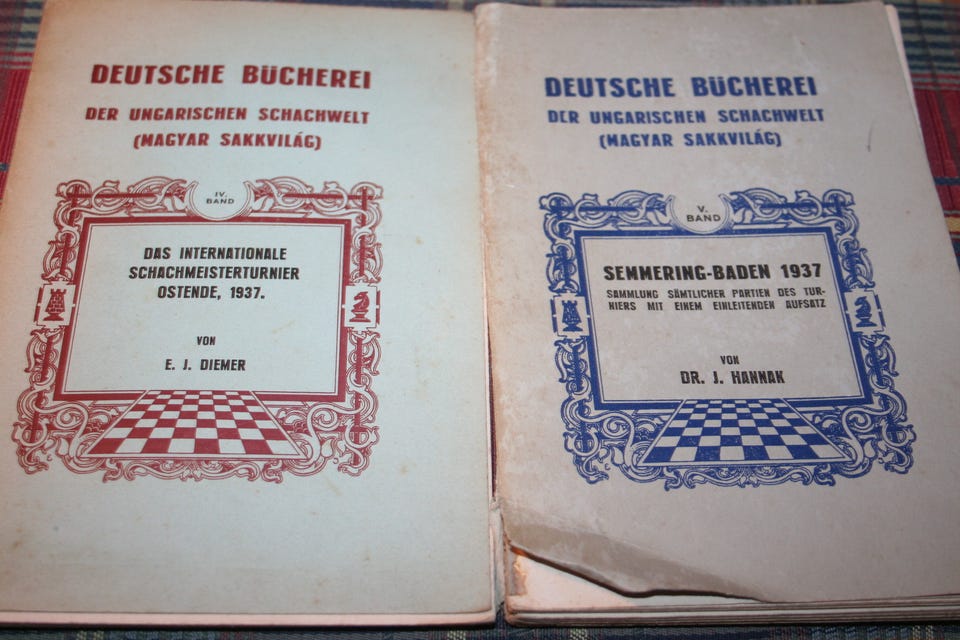 DEUTSCHE BÜCHEREI
DER UNGARISCHEN SCHACHWELT
(MAGYAR SAKKVILÁG)
IV.
BAND
DAS INTERNATIONALE
SCHACHMEISTERTURNIER
OSTENDE, 1937.
VON
E. J. DIEMER
DEUTSCHE BÜCHEREI
DER UNGARISCHEN SCHACHWELT
(MAGYAR SAKKVILÁG)
V.
BAND
SEMMERING-BADEN 1937
SAMMLUNG SÄMTLICHER PARTIEN DES TUR-
NIERS MIT EINEM EINLEITENDEN AUFSATZ
VON
DR. J. HANNAK